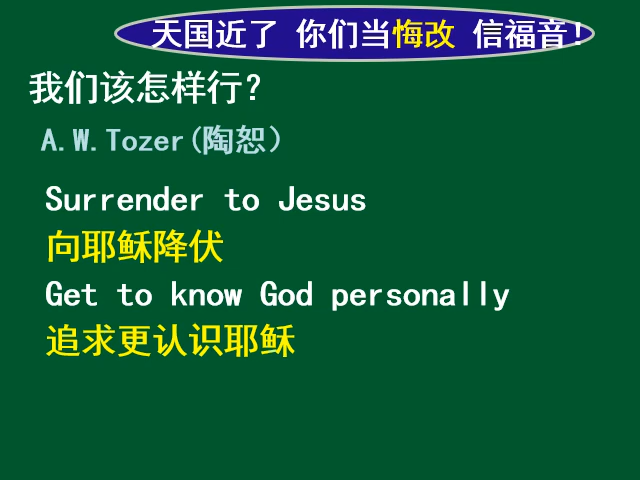 天国近了 你们当悔改 信福音!
我们该怎样行?
A.W.Tozer(陶恕)
Surrender to Jesus
向耶稣降伏
Get to know God personally
追求更认识耶稣